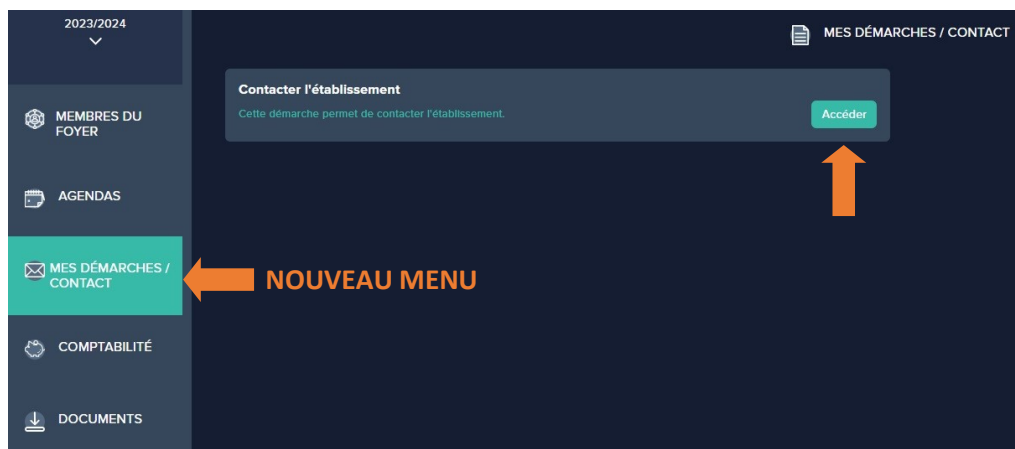 2023/2024
MES DÉMARCHES / CONTACT
Contacter l'établissement
Cette démarche permet de contacter l'établissement.
Accéder
MEMBRES DU
FOYER
AGENDAS
MES DÉMARCHES /
CONTACT
NOUVEAU MENU
COMPTABILITÉ
DOCUMENTS